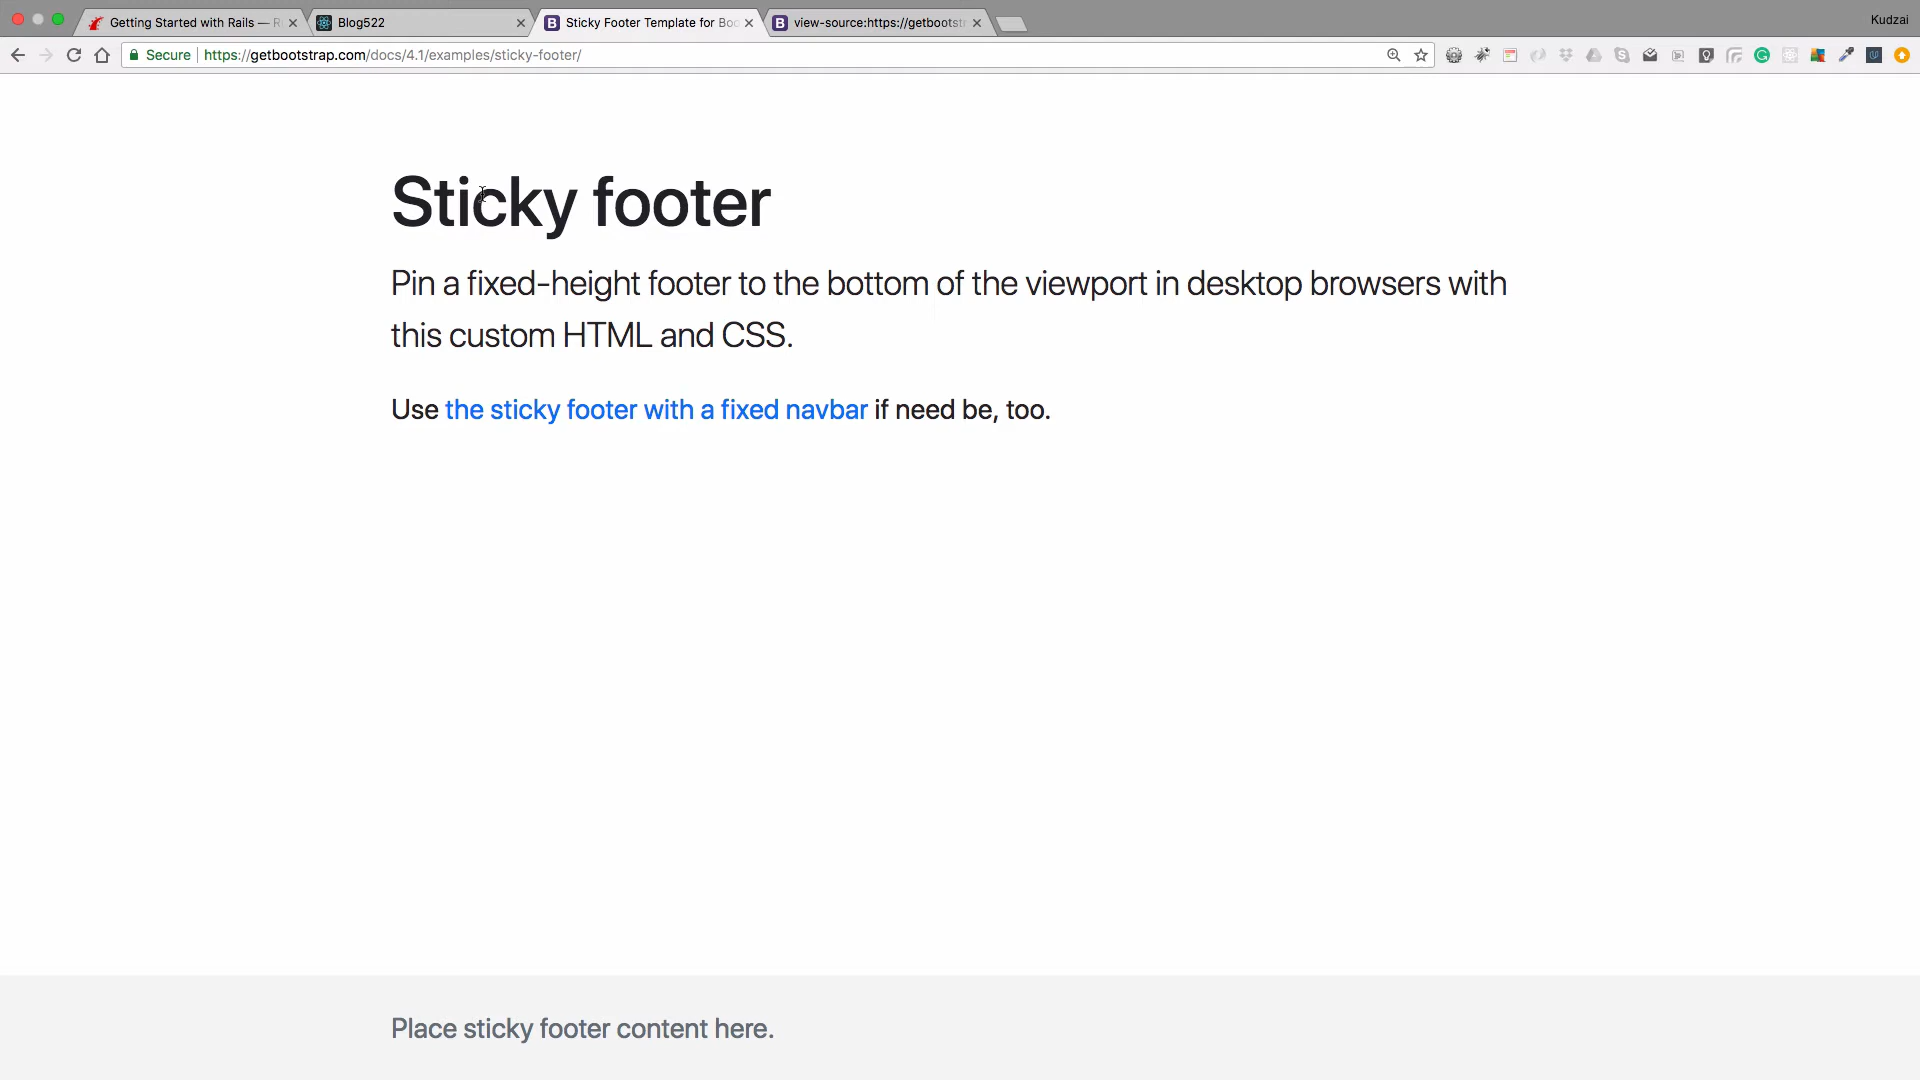 Getting Started with Rails —
Blog522
Sticky Footer Template for Boo
view-source:https://getbootstr
Kudzai
Secure
https://getbootstrap.com/docs/4.1/examples/sticky-footer/
Sticky footer
Pin a fixed-height footer to the bottom of the viewport in desktop browsers with
this custom HTML and CSS.
Use the sticky footer with a fixed navbar if need be, too.
Place sticky footer content here.